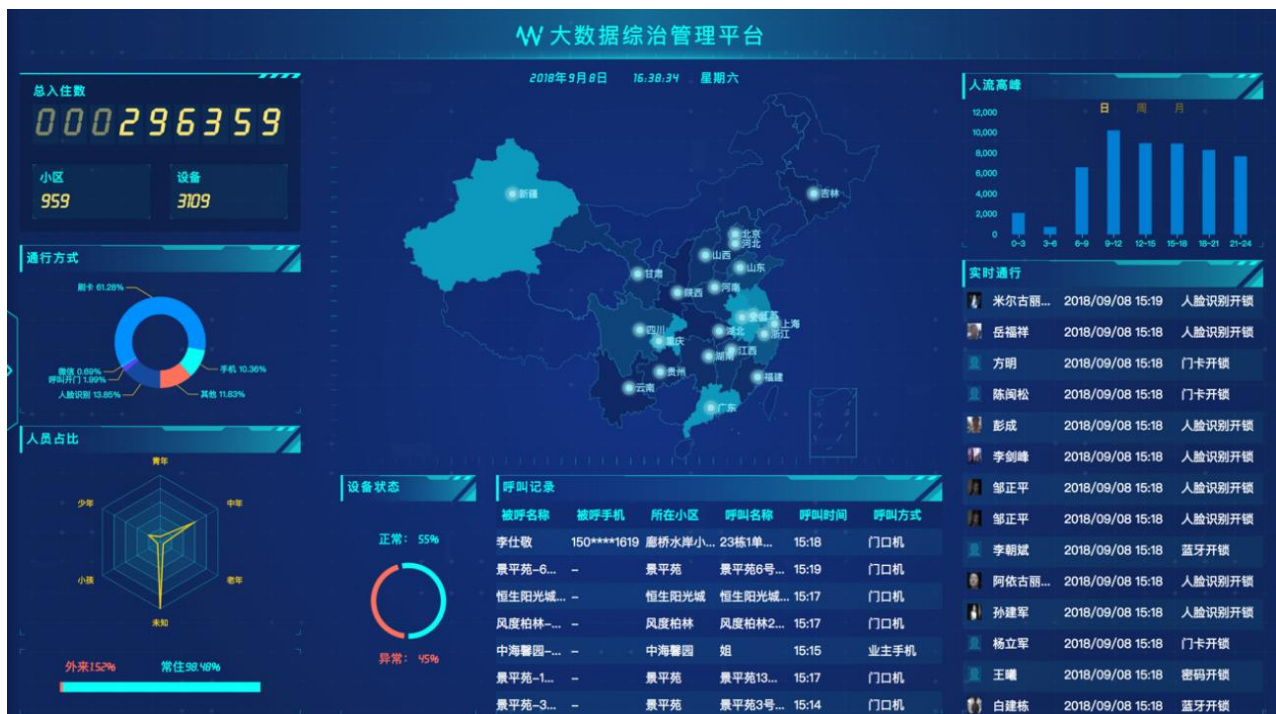 大数据综治管理平台
2018年9月8日 16:38:34 星期六
总入住数
000296359
小区
959
设备
3109
通行方式
刷卡 61.28%
手机 10.36%
其他 11.83%
人脸识别 13.85%
呼叫开门 1.99%
微信 0.69%
人员占比
青年
中年
老年
未知
小孩
少年
外来1.52% 常住98.48%
新疆
吉林
北京
河北
山西
山东
甘肃
陕西
河南
四川
重庆
湖北
上海
浙江
湖南
江西
贵州
云南
福建
广东
设备状态
正常: 55%
异常: 45%
呼叫记录
被呼名称 被呼手机 所在小区 呼叫名称 呼叫时间 呼叫方式
李仕敬 150****1619 廊桥水岸小... 23栋1单... 15:18 门口机
景平苑-6... - 景平苑 景平苑6号... 15:19 门口机
恒生阳光城... - 恒生阳光城 恒生阳光城... 15:17 门口机
风度柏林-... - 风度柏林 风度柏林2... 15:17 门口机
中海馨园-... - 中海馨园 姐 15:15 业主手机
景平苑-1... - 景平苑 景平苑13... 15:17 门口机
景平苑-3... - 景平苑 景平苑3号... 15:14 门口机
人流高峰
日 周 月
12,000
10,000
8,000
6,000
4,000
2,000
0
0-3 3-6 6-9 9-12 12-15 15-18 18-21 21-24
实时通行
米尔古丽... 2018/09/08 15:19 人脸识别开锁
岳福祥 2018/09/08 15:18 人脸识别开锁
方明 2018/09/08 15:18 门卡开锁
陈闽松 2018/09/08 15:18 门卡开锁
彭成 2018/09/08 15:18 人脸识别开锁
李剑峰 2018/09/08 15:18 人脸识别开锁
邹正平 2018/09/08 15:18 人脸识别开锁
邹正平 2018/09/08 15:18 人脸识别开锁
李朝斌 2018/09/08 15:18 蓝牙开锁
阿依古丽... 2018/09/08 15:18 人脸识别开锁
孙建军 2018/09/08 15:18 人脸识别开锁
杨立军 2018/09/08 15:18 门卡开锁
王曦 2018/09/08 15:18 密码开锁
白建栋 2018/09/08 15:18 蓝牙开锁